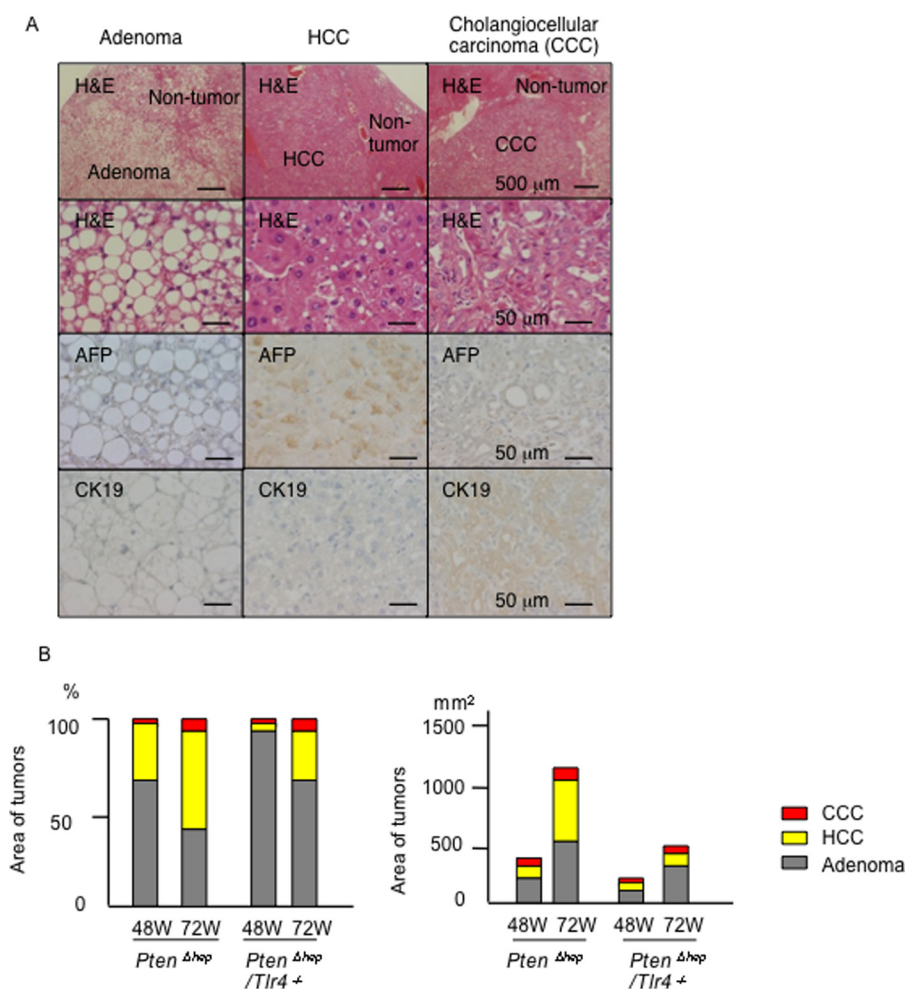 A
Adenoma
HCC
Cholangiocellular
carcinoma (CCC)
H&E
Non-tumor
Adenoma
H&E
Non-
tumor
HCC
H&E
Non-tumor
CCC
500 μm
H&E
H&E
H&E
50 μm
AFP
AFP
AFP
50 μm
CK19
CK19
CK19
50 μm
B
%
100
50
0
Area of tumors
48W 72W
48W 72W
Pten Δhep
Pten Δhep
/Tlr4 -/-
mm²
1500
1000
500
0
Area of tumors
48W 72W
48W 72W
Pten Δhep
Pten Δhep
/Tlr4 -/-
CCC
HCC
Adenoma